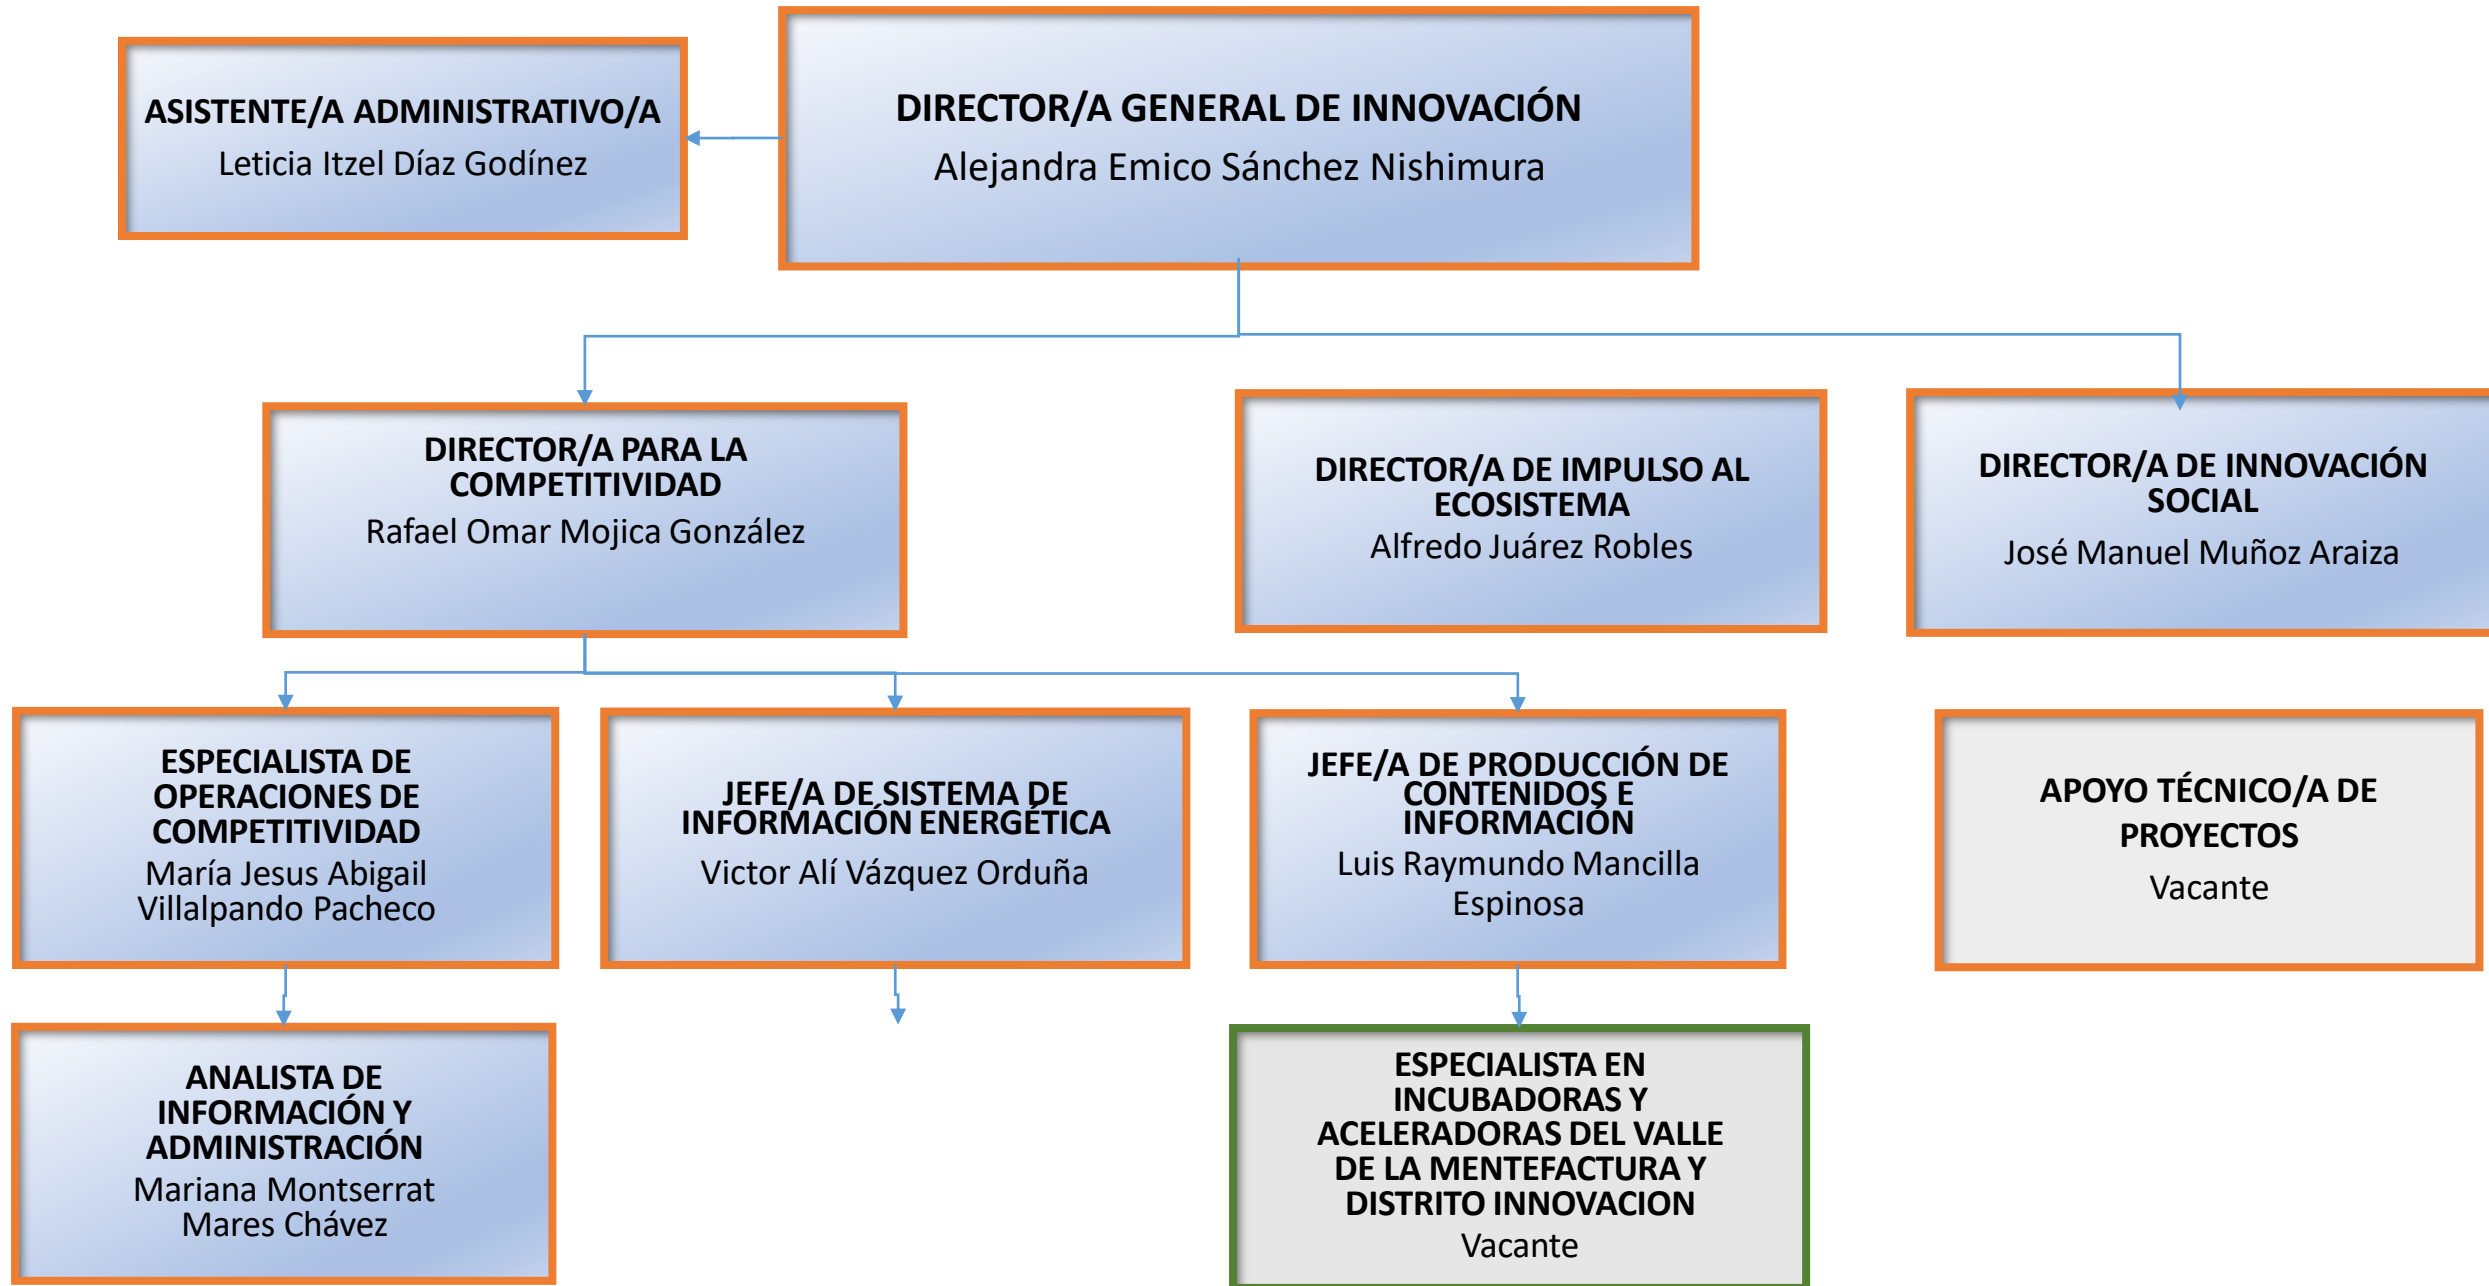 ASISTENTE/A ADMINISTRATIVO/A
Leticia Itzel Díaz Godínez
DIRECTOR/A GENERAL DE INNOVACIÓN
Alejandra Emico Sánchez Nishimura
DIRECTOR/A PARA LA
COMPETITIVIDAD
Rafael Omar Mojica González
DIRECTOR/A DE IMPULSO AL
ECOSISTEMA
Alfredo Juárez Robles
DIRECTOR/A DE INNOVACIÓN
SOCIAL
José Manuel Muñoz Araiza
ESPECIALISTA DE
OPERACIONES DE
COMPETITIVIDAD
María Jesus Abigail
Villalpando Pacheco
JEFE/A DE SISTEMA DE
INFORMACIÓN ENERGÉTICA
Victor Alí Vázquez Orduña
JEFE/A DE PRODUCCIÓN DE
CONTENIDOS E
INFORMACIÓN
Luis Raymundo Mancilla
Espinosa
APOYO TÉCNICO/A DE
PROYECTOS
Vacante
ANALISTA DE
INFORMACIÓN Y
ADMINISTRACIÓN
Mariana Montserrat
Mares Chávez
ESPECIALISTA EN
INCUBADORAS Y
ACELERADORAS DEL VALLE
DE LA MENTEFACTURA Y
DISTRITO INNOVACION
Vacante